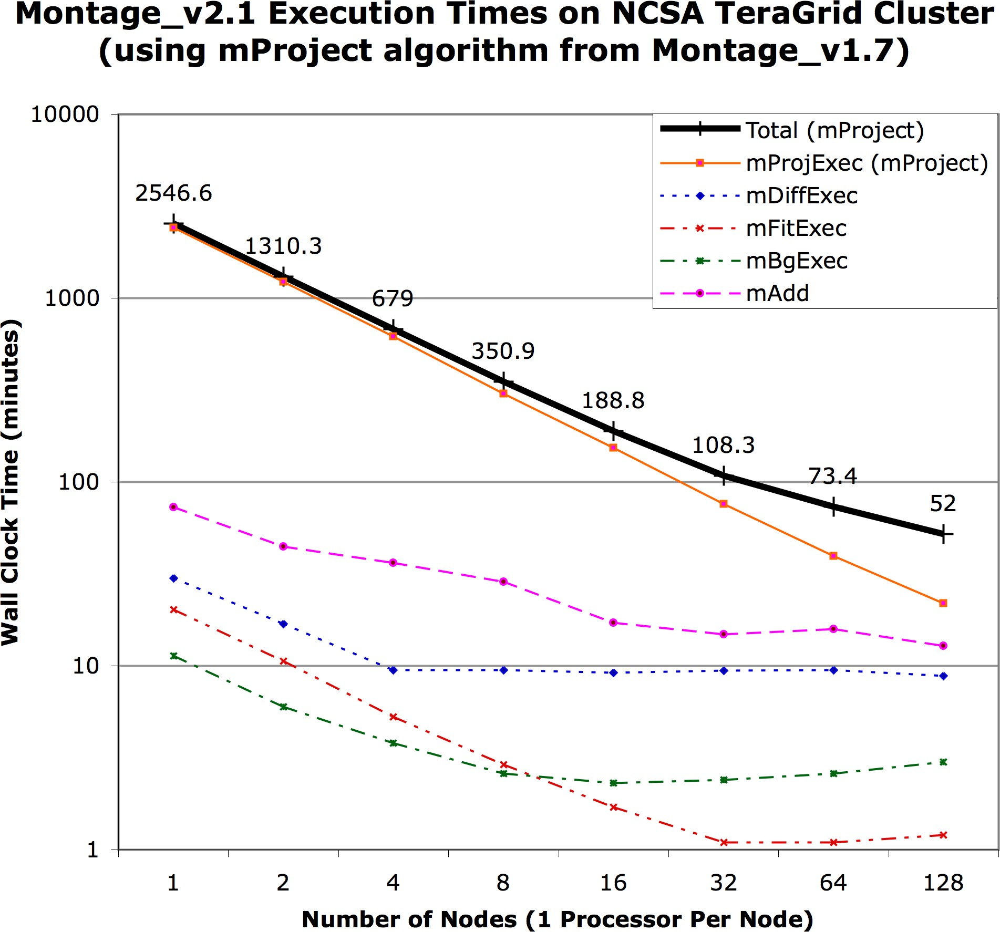 Montage_v2.1 Execution Times on NCSA TeraGrid Cluster
(using mProject algorithm from Montage_v1.7)
10000
1000
100
10
1
Wall Clock Time (minutes)
Total (mProject)
mProjExec (mProject)
mDiffExec
mFitExec
mBgExec
mAdd
2546.6
1310.3
679
350.9
188.8
108.3
73.4
52
1 2 4 8 16 32 64 128
Number of Nodes (1 Processor Per Node)